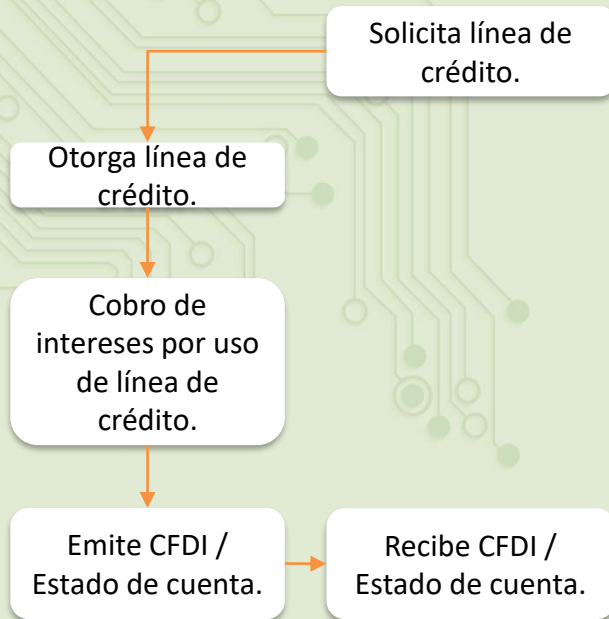 Solicita línea de
crédito.
Otorga línea de
crédito.
Cobro de
intereses por uso
de línea de
crédito.
Emite CFDI /
Estado de cuenta.
Recibe CFDI /
Estado de cuenta.